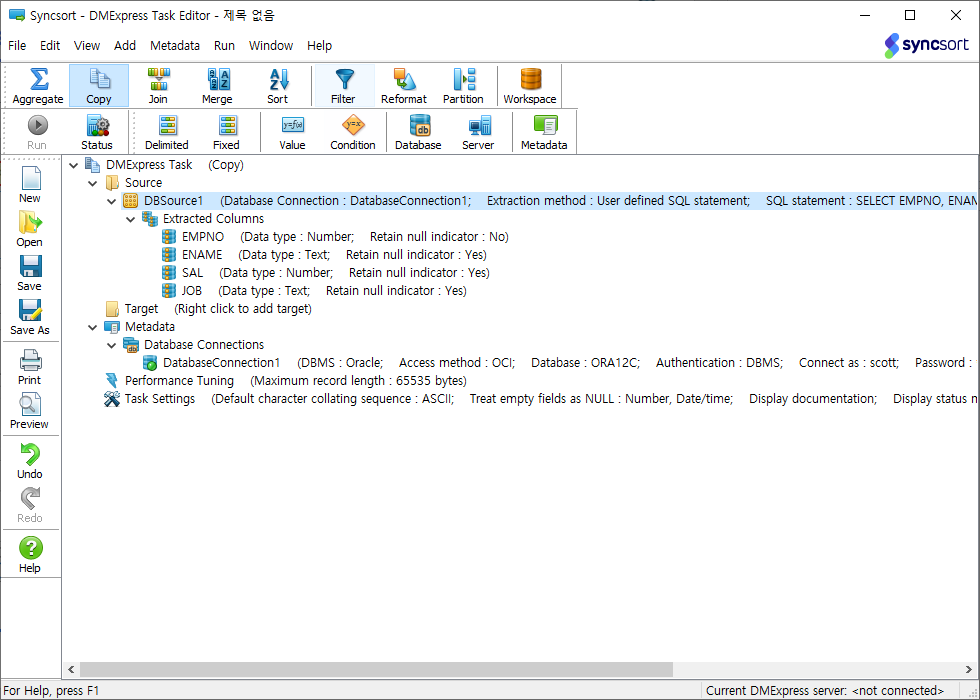 Syncsort - DMExpress Task Editor - 제목 없음
File Edit View Add Metadata Run Window Help
syncsort
Aggregate Copy Join Merge Sort Filter Reformat Partition Workspace
Run Status Delimited Fixed Value Condition Database Server Metadata
y=f(x) y=x
New
Open
Save
Save As
Print
Preview
Undo
Redo
Help
DMExpress Task (Copy)
Source
DBSource1 (Database Connection : DatabaseConnection1; Extraction method : User defined SQL statement; SQL statement : SELECT EMPNO, ENAM
Extracted Columns
EMPNO (Data type : Number; Retain null indicator : No)
ENAME (Data type : Text; Retain null indicator : Yes)
SAL (Data type : Number; Retain null indicator : Yes)
JOB (Data type : Text; Retain null indicator : Yes)
Target (Right click to add target)
Metadata
Database Connections
DatabaseConnection1 (DBMS : Oracle; Access method : OCI; Database : ORA12C; Authentication : DBMS; Connect as : scott; Password :
Performance Tuning (Maximum record length : 65535 bytes)
Task Settings (Default character collating sequence : ASCII; Treat empty fields as NULL : Number, Date/time; Display documentation; Display status n
For Help, press F1
Current DMExpress server: <not connected>